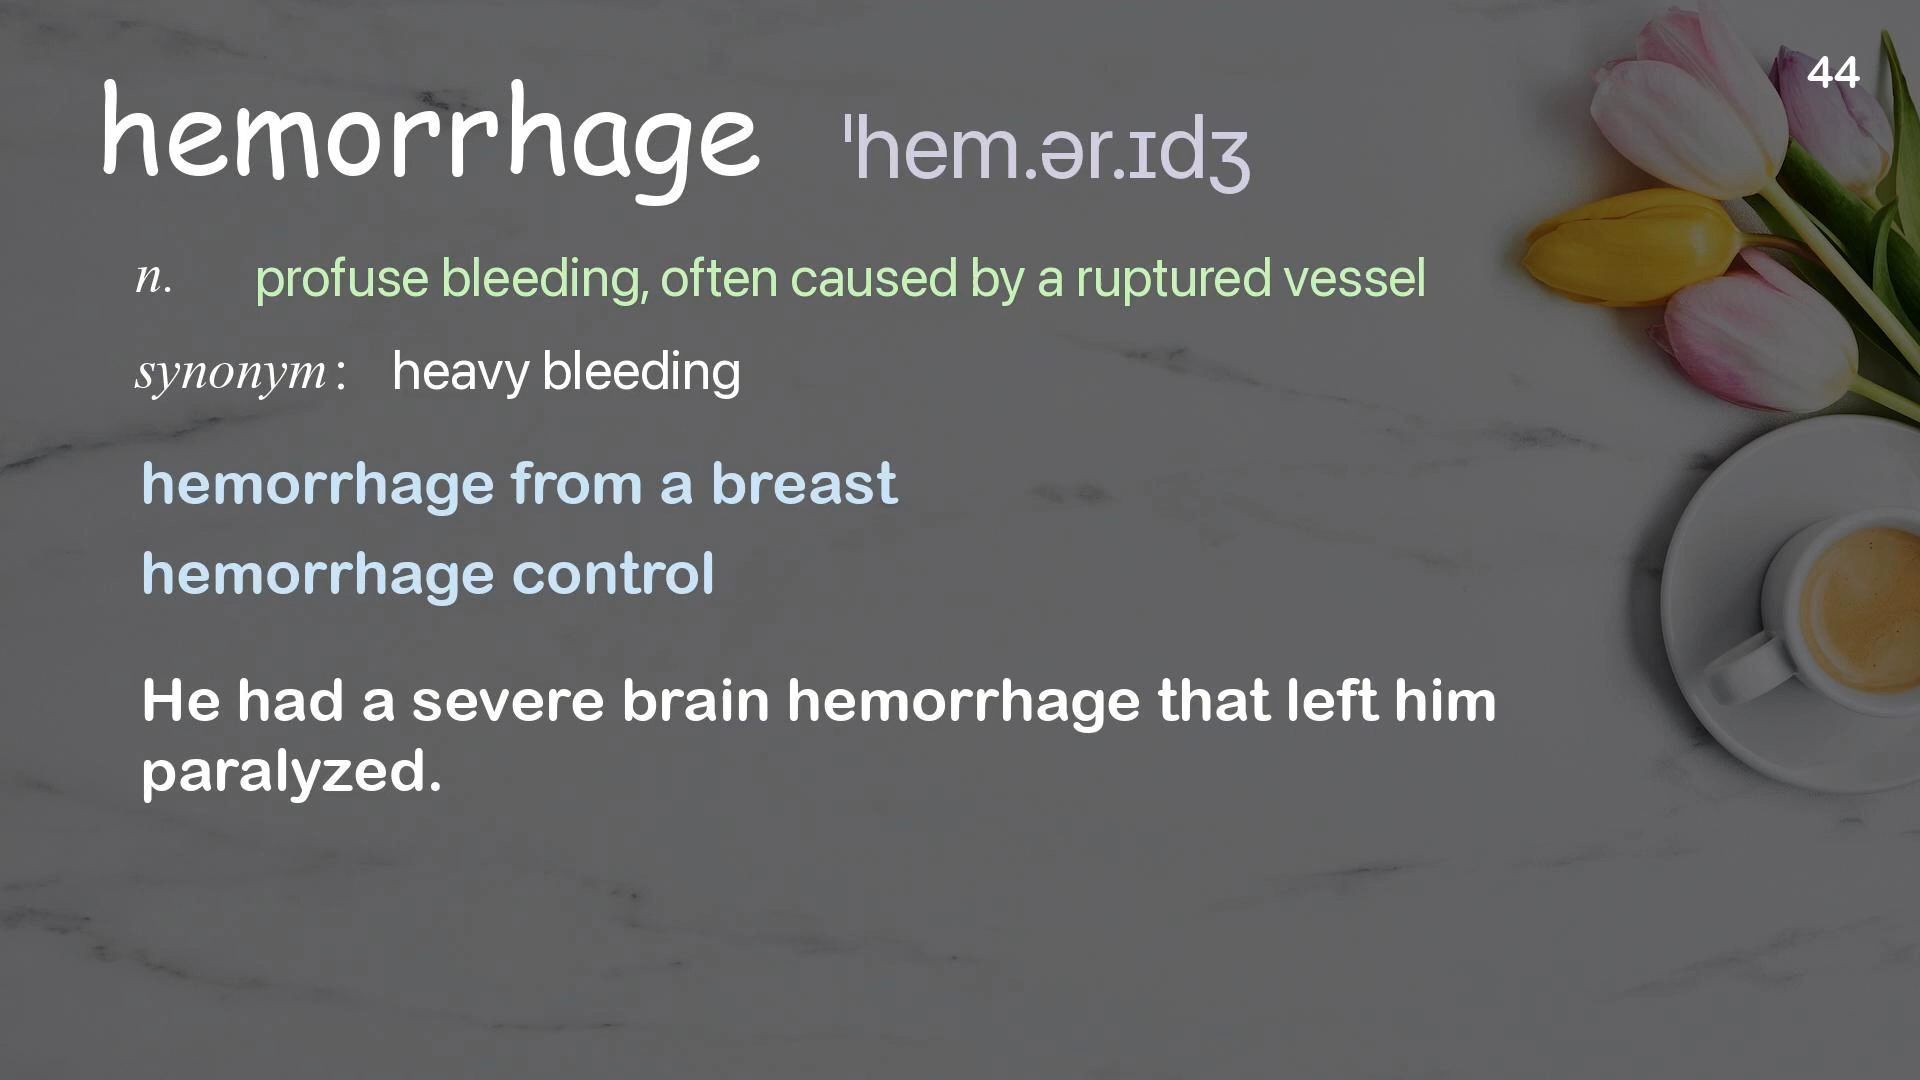 44
hemorrhage ˈhem.ər.ɪdʒ
n. profuse bleeding, often caused by a ruptured vessel
synonym: heavy bleeding
hemorrhage from a breast
hemorrhage control
He had a severe brain hemorrhage that left him
paralyzed.